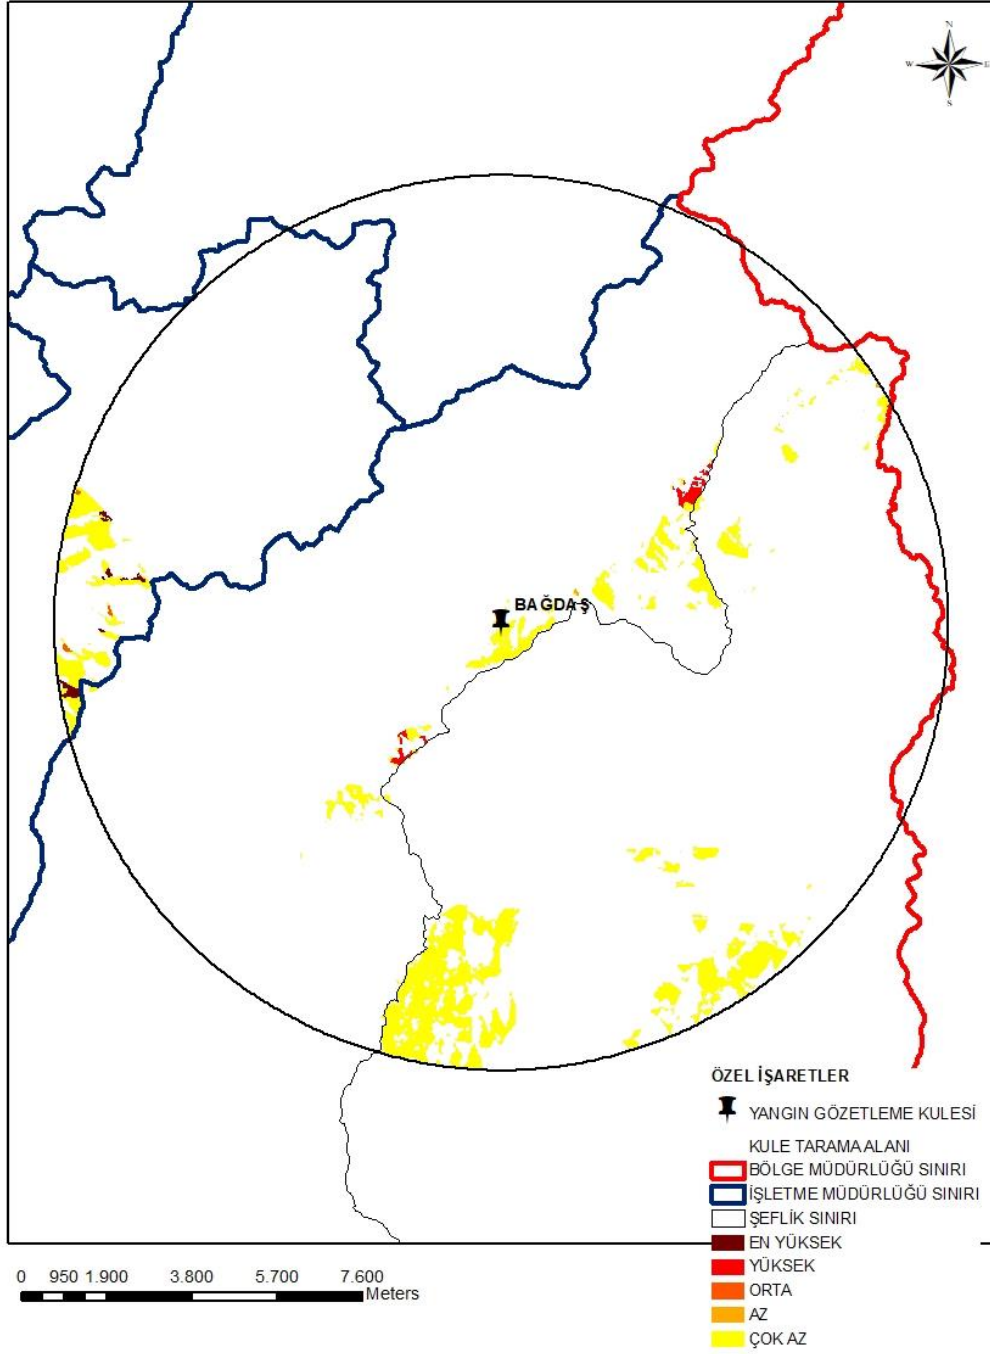 N
W E
S
BAĞDAŞ
ÖZEL İŞARETLER
YANGIN GÖZETLEME KULESİ
KULE TARAMA ALANI
BÖLGE MÜDÜRLÜĞÜ SINIRI
İŞLETME MÜDÜRLÜĞÜ SINIRI
ŞEFLİK SINIRI
EN YÜKSEK
YÜKSEK
ORTA
AZ
ÇOK AZ
0 950 1.900 3.800 5.700 7.600
Meters